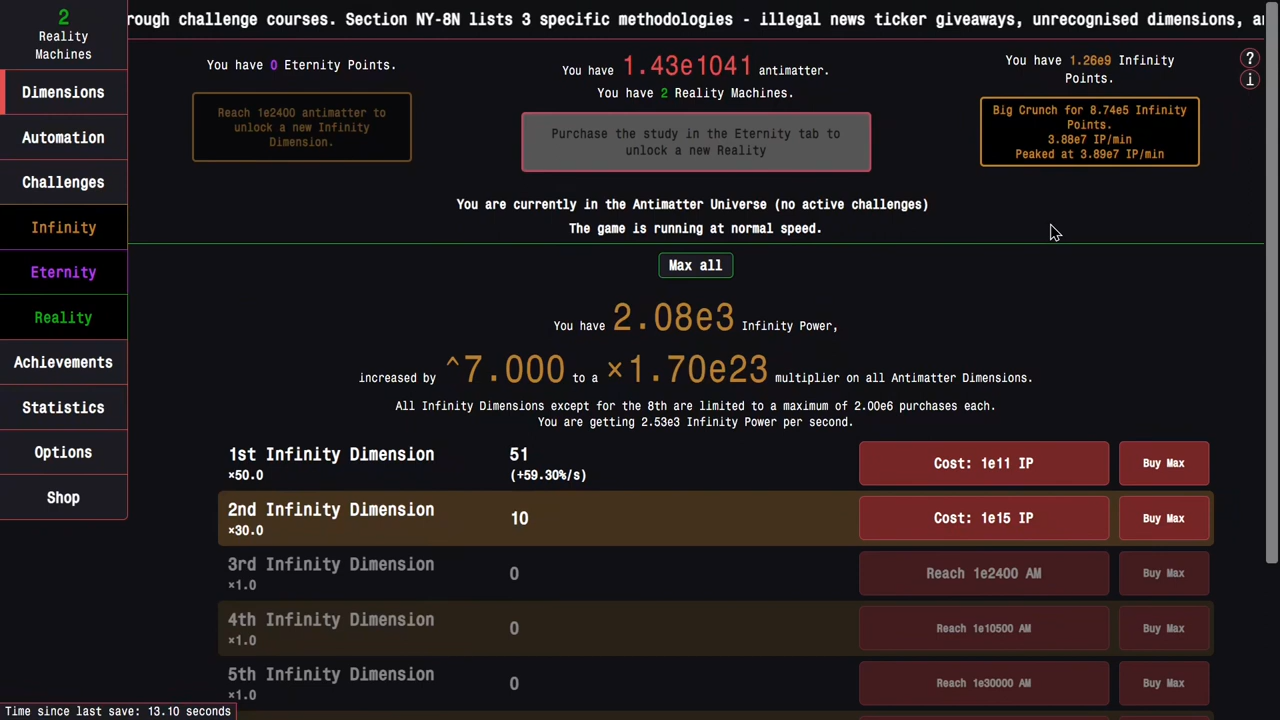 2
Reality
Machines
rough challenge courses. Section NY-8N lists 3 specific methodologies - illegal news ticker giveaways, unrecognised dimensions, an
Dimensions
Automation
Challenges
Infinity
Eternity
Reality
Achievements
Statistics
Options
Shop
You have 0 Eternity Points.
Reach 1e2400 antimatter to
unlock a new Infinity
Dimension.
You have 1.43e1041 antimatter.
You have 2 Reality Machines.
Purchase the study in the Eternity tab to
unlock a new Reality
You have 1.26e9 Infinity
Points.
Big Crunch for 8.74e5 Infinity
Points.
3.88e7 IP/min
Peaked at 3.89e7 IP/min
?
i
You are currently in the Antimatter Universe (no active challenges)
The game is running at normal speed.
Max all
You have 2.08e3 Infinity Power,
increased by ^7.000 to a ×1.70e23 multiplier on all Antimatter Dimensions.
All Infinity Dimensions except for the 8th are limited to a maximum of 2.00e6 purchases each.
You are getting 2.53e3 Infinity Power per second.
1st Infinity Dimension 51 Cost: 1e11 IP Buy Max
×50.0 (+59.30%/s)
2nd Infinity Dimension 10 Cost: 1e15 IP Buy Max
×30.0
3rd Infinity Dimension 0 Reach 1e2400 AM Buy Max
×1.0
4th Infinity Dimension 0 Reach 1e10500 AM Buy Max
×1.0
5th Infinity Dimension 0 Reach 1e30000 AM Buy Max
×1.0
Time since last save: 13.10 seconds